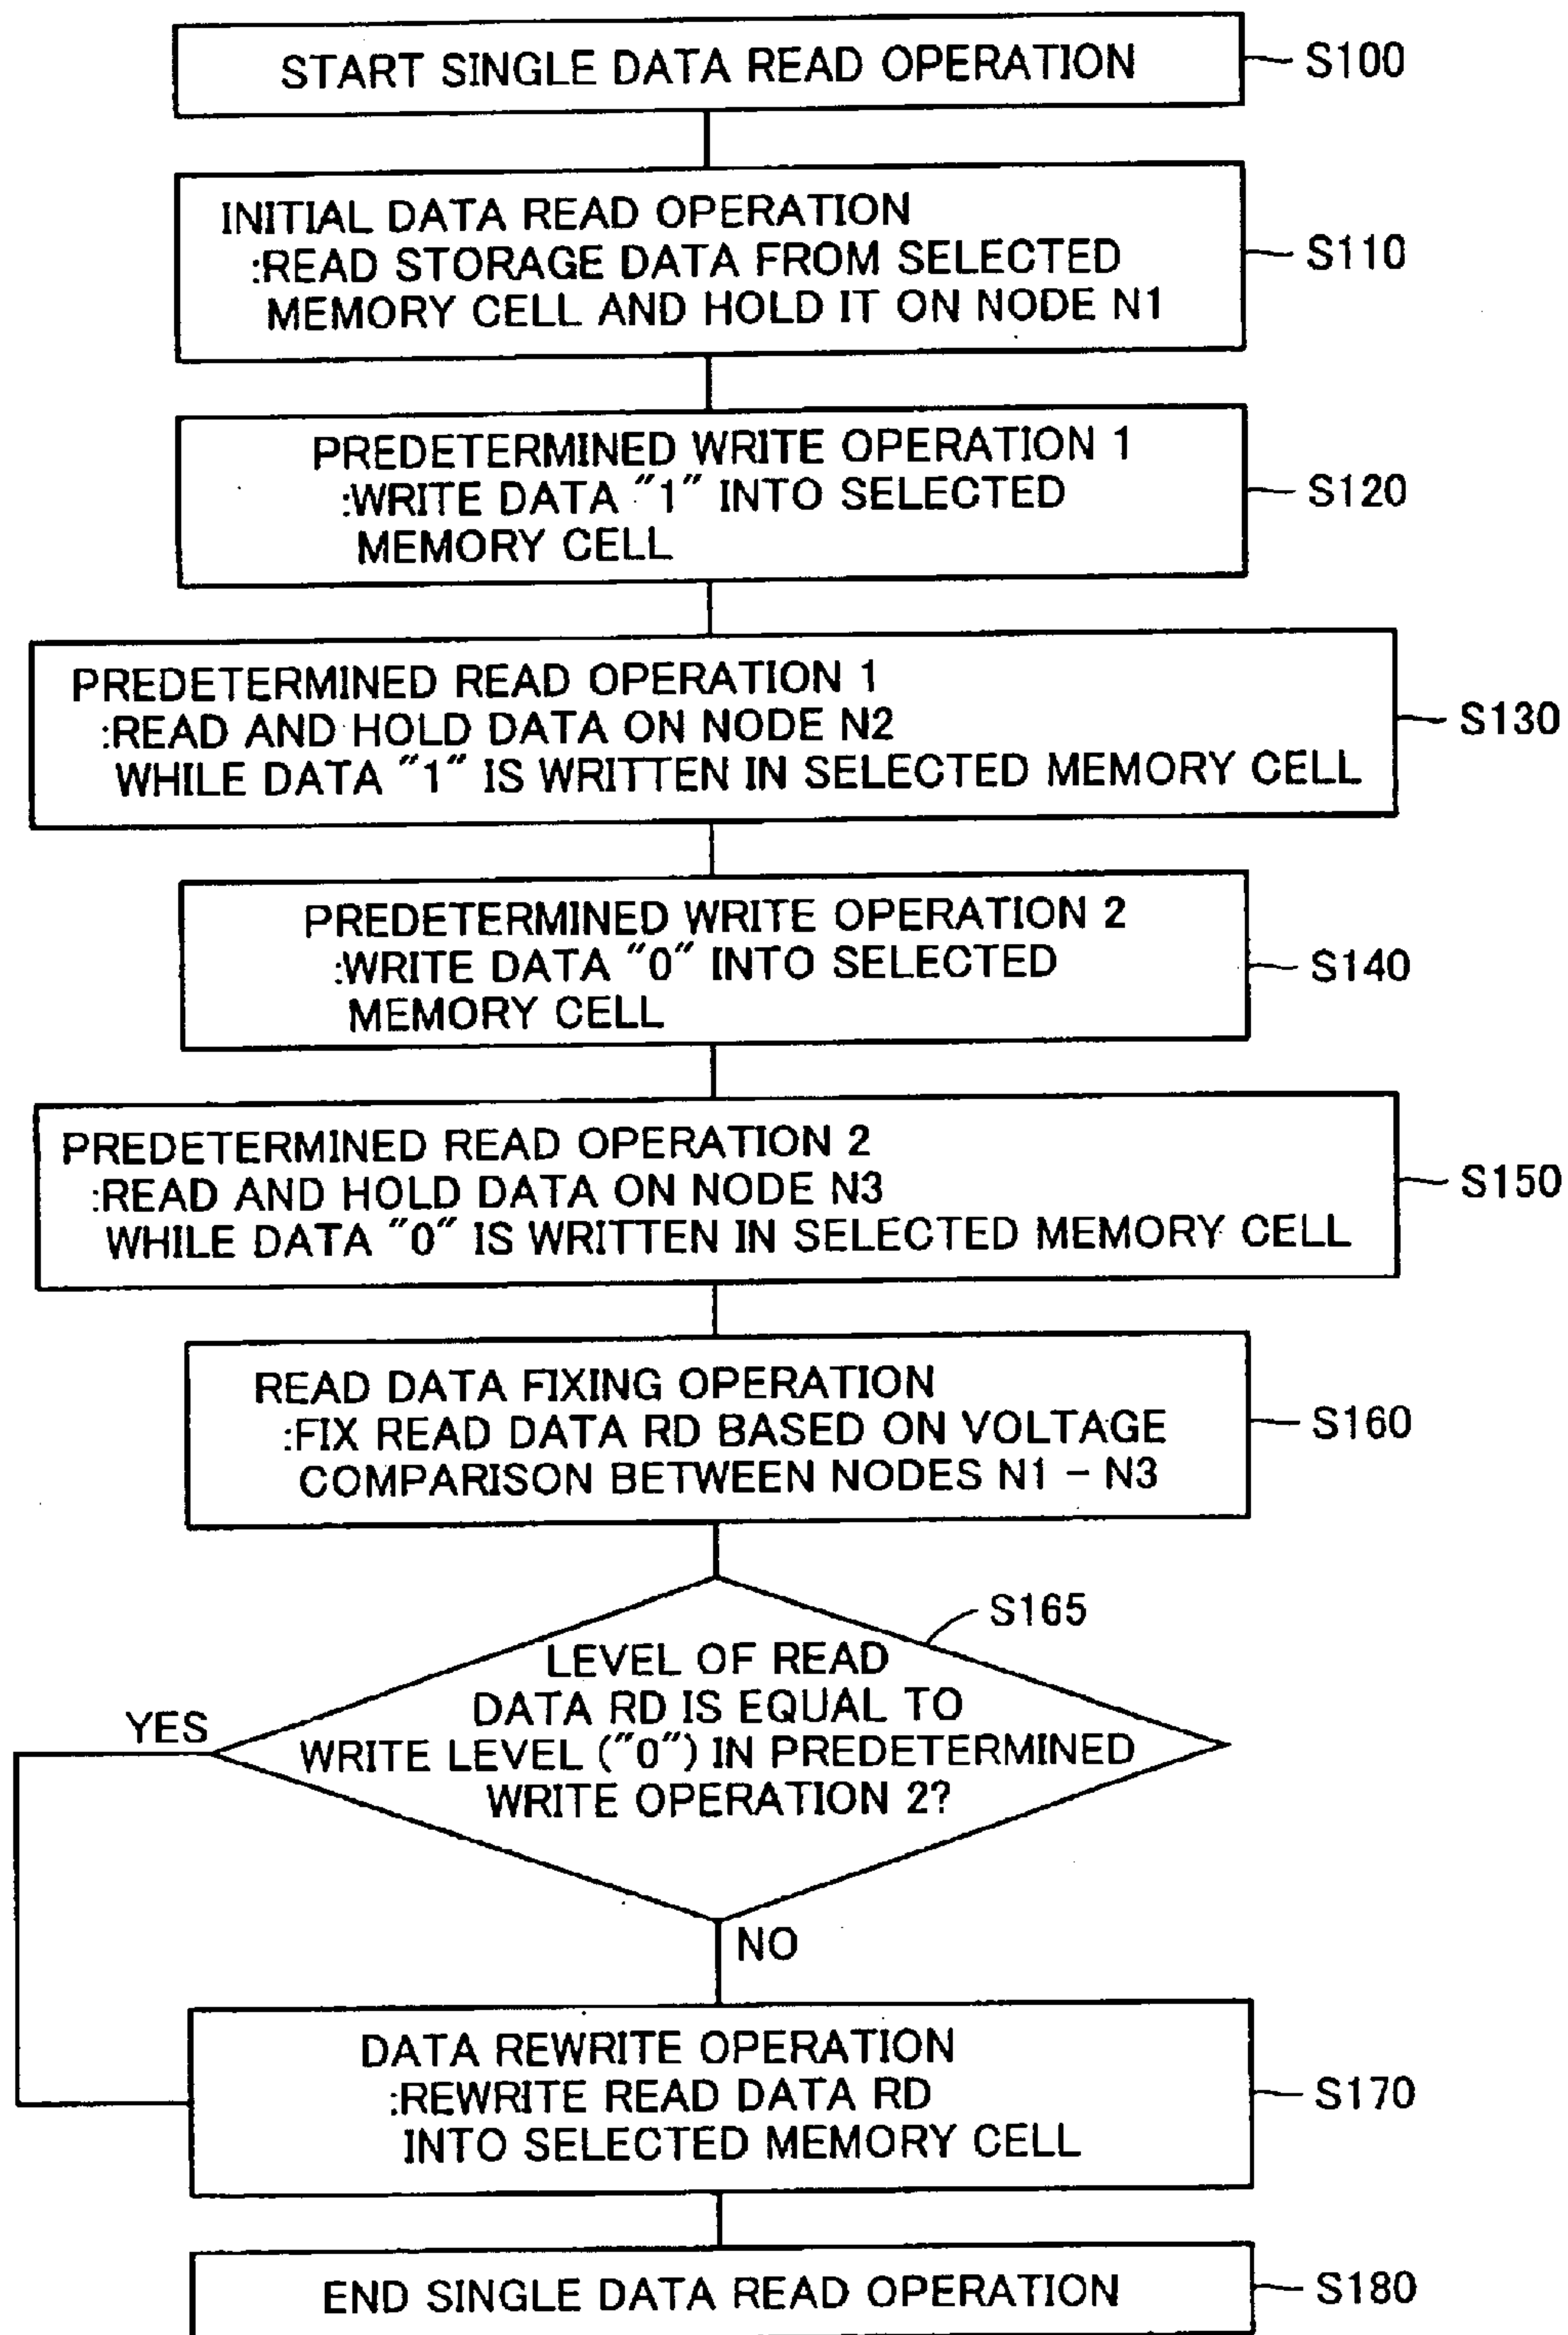 START SINGLE DATA READ OPERATION
S100
INITIAL DATA READ OPERATION
:READ STORAGE DATA FROM SELECTED
MEMORY CELL AND HOLD IT ON NODE N1
S110
PREDETERMINED WRITE OPERATION 1
:WRITE DATA "1" INTO SELECTED
MEMORY CELL
S120
PREDETERMINED READ OPERATION 1
:READ AND HOLD DATA ON NODE N2
WHILE DATA "1" IS WRITTEN IN SELECTED MEMORY CELL
S130
PREDETERMINED WRITE OPERATION 2
:WRITE DATA "0" INTO SELECTED
MEMORY CELL
S140
PREDETERMINED READ OPERATION 2
:READ AND HOLD DATA ON NODE N3
WHILE DATA "0" IS WRITTEN IN SELECTED MEMORY CELL
S150
READ DATA FIXING OPERATION
:FIX READ DATA RD BASED ON VOLTAGE
COMPARISON BETWEEN NODES N1 - N3
S160
S165
LEVEL OF READ
DATA RD IS EQUAL TO
WRITE LEVEL ("0") IN PREDETERMINED
WRITE OPERATION 2?
YES
NO
DATA REWRITE OPERATION
:REWRITE READ DATA RD
INTO SELECTED MEMORY CELL
S170
END SINGLE DATA READ OPERATION
S180